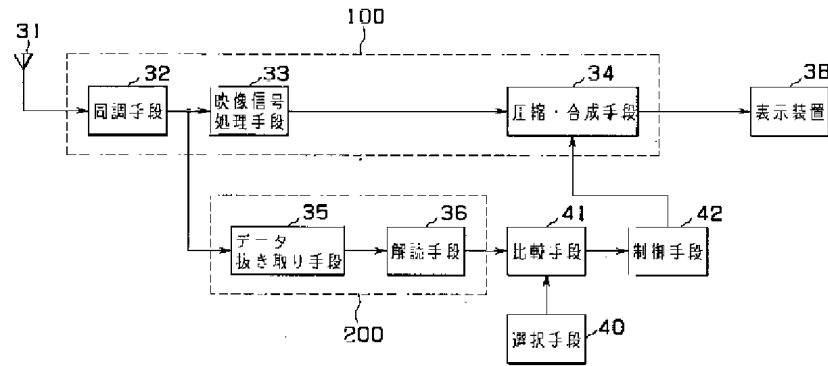 100
31
32
33
34
38
同調手段
映像信号
処理手段
圧縮・合成手段
表示装置
35
36
41
42
データ
抜き取り手段
解読手段
比較手段
制御手段
200
40
選択手段